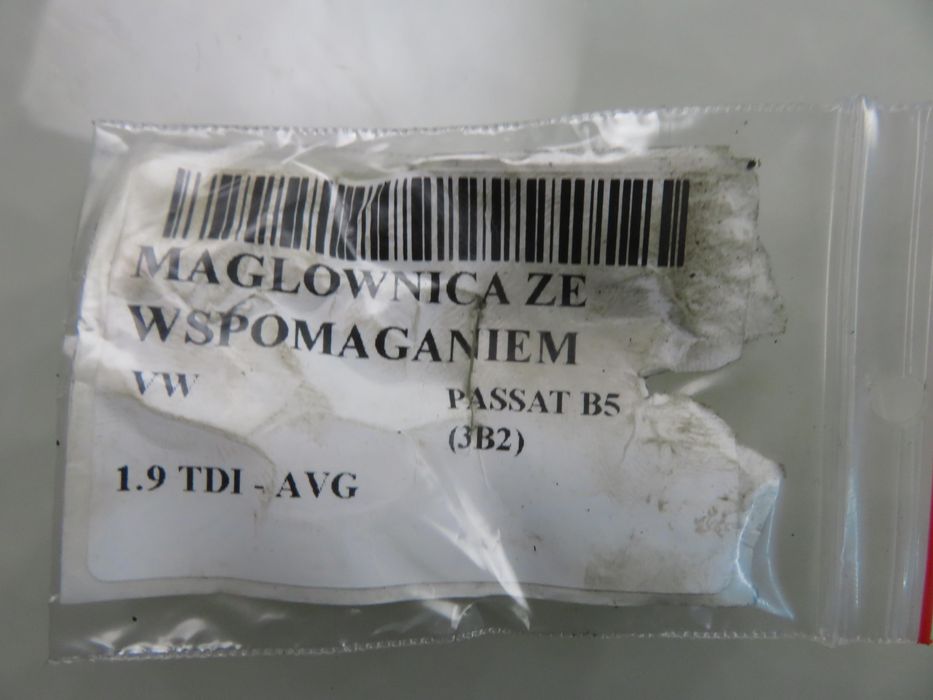 MAGLOWNICA ZE
WSPOMAGANIEM
VW PASSAT B5
(3B2)
1.9 TDI - AVG